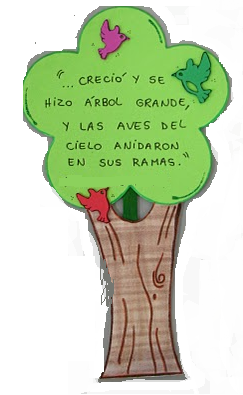 "... CRECIÓ Y SE
HIZO ÁRBOL GRANDE,
Y LAS AVES DEL
CIELO ANIDARON
EN SUS RAMAS."